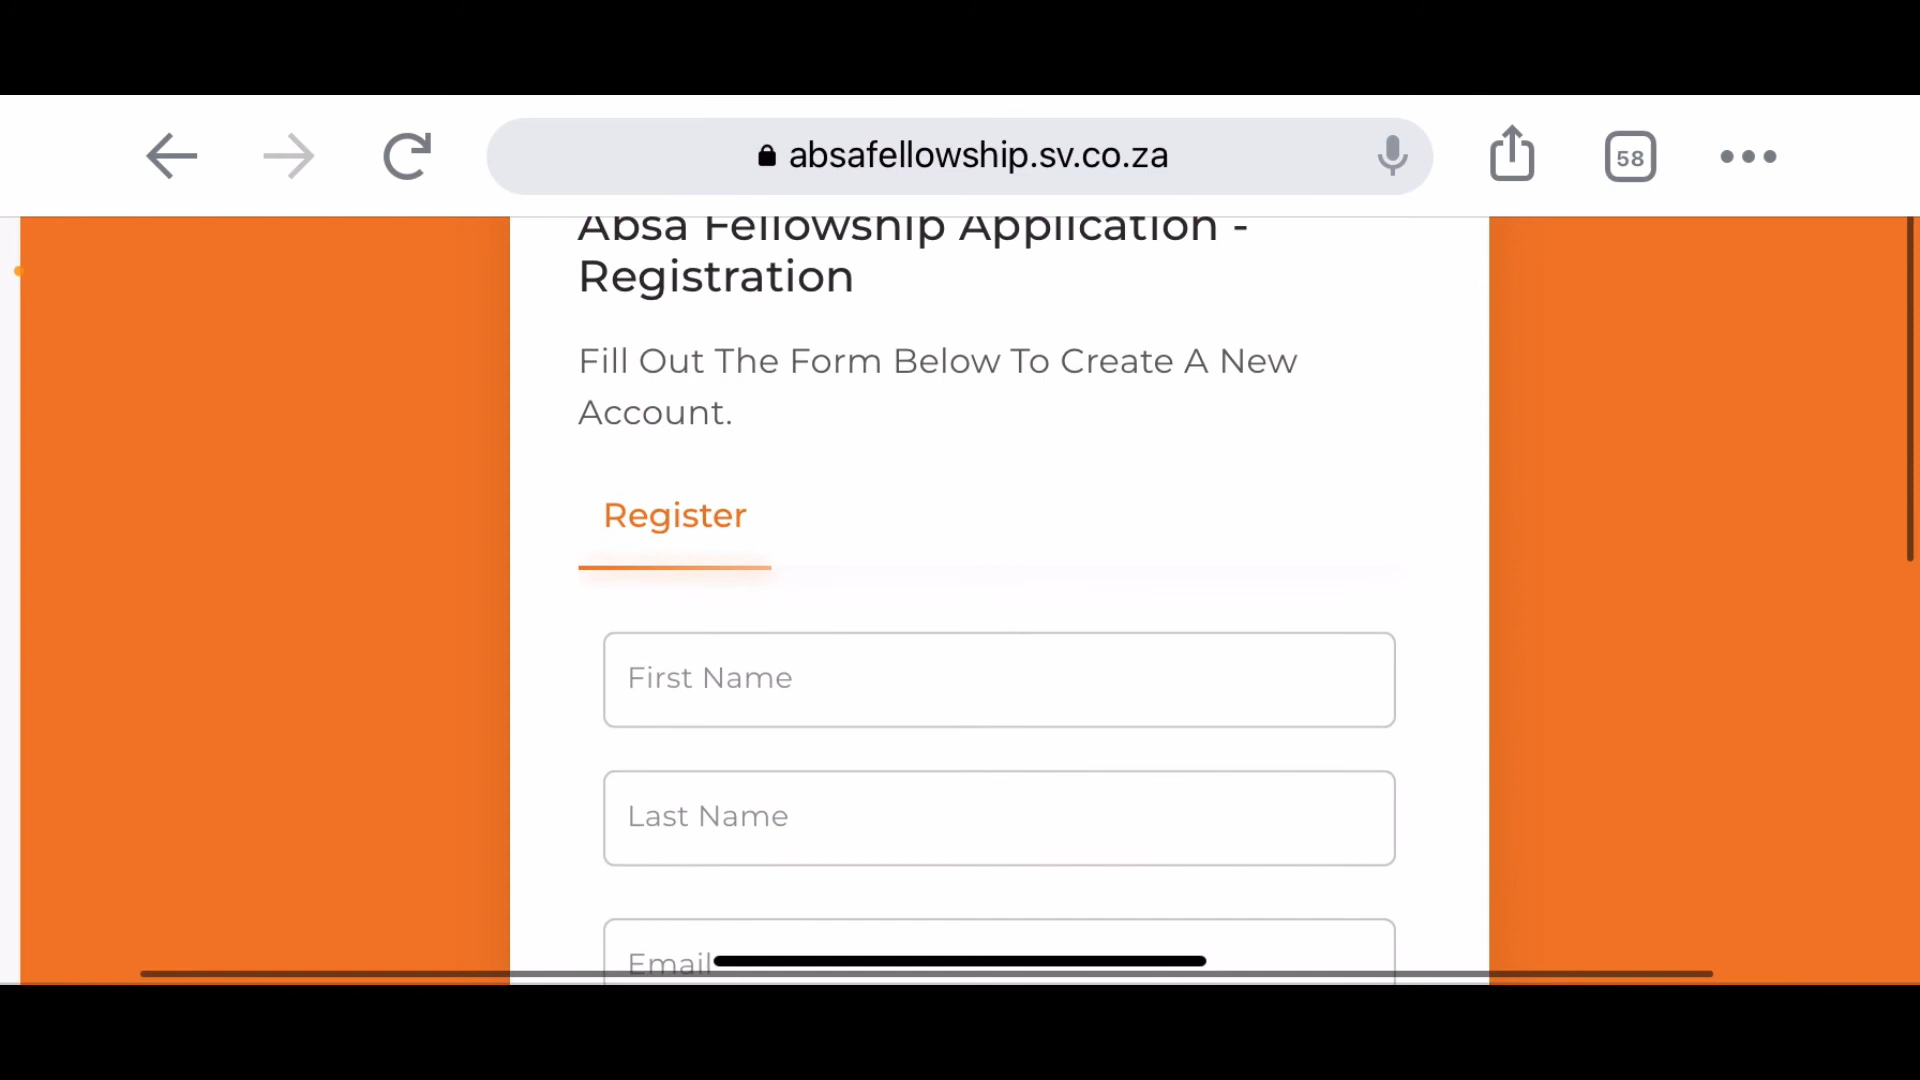 absafellowship.sv.co.za
58
Absa Fellowship Application -
Registration
Fill Out The Form Below To Create A New
Account.
Register
First Name
Last Name
Email